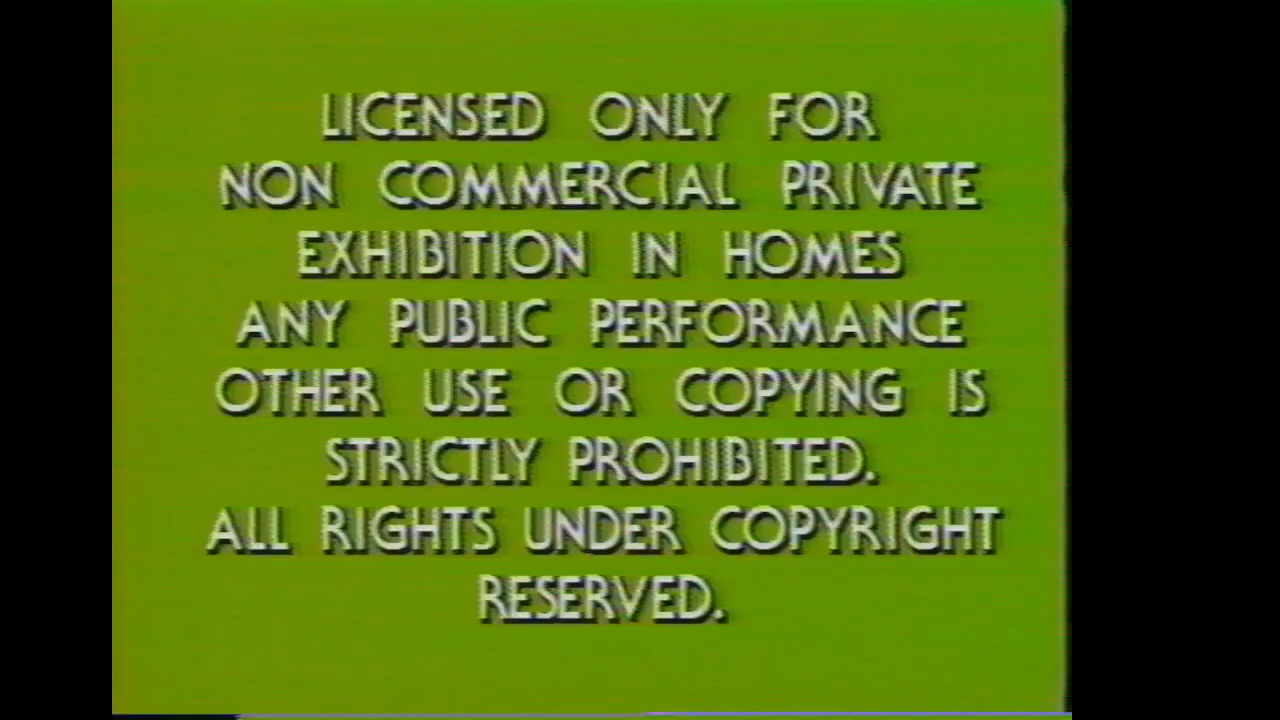 LICENSED ONLY FOR
NON COMMERCIAL PRIVATE
EXHIBITION IN HOMES
ANY PUBLIC PERFORMANCE
OTHER USE OR COPYING IS
STRICTLY PROHIBITED.
ALL RIGHTS UNDER COPYRIGHT
RESERVED.